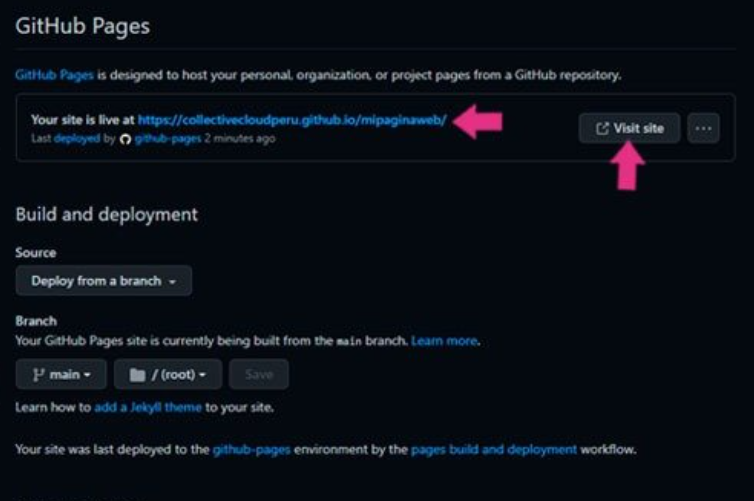 GitHub Pages
GitHub Pages is designed to host your personal, organization, or project pages from a GitHub repository.
Your site is live at https://collectivecloudperu.github.io/mipaginaweb/
Visit site
Last deployed by github-pages 2 minutes ago
Build and deployment
Source
Deploy from a branch
Branch
Your GitHub Pages site is currently being built from the main branch. Learn more.
main
/ (root)
Save
Learn how to add a Jekyll theme to your site.
Your site was last deployed to the github-pages environment by the pages build and deployment workflow.